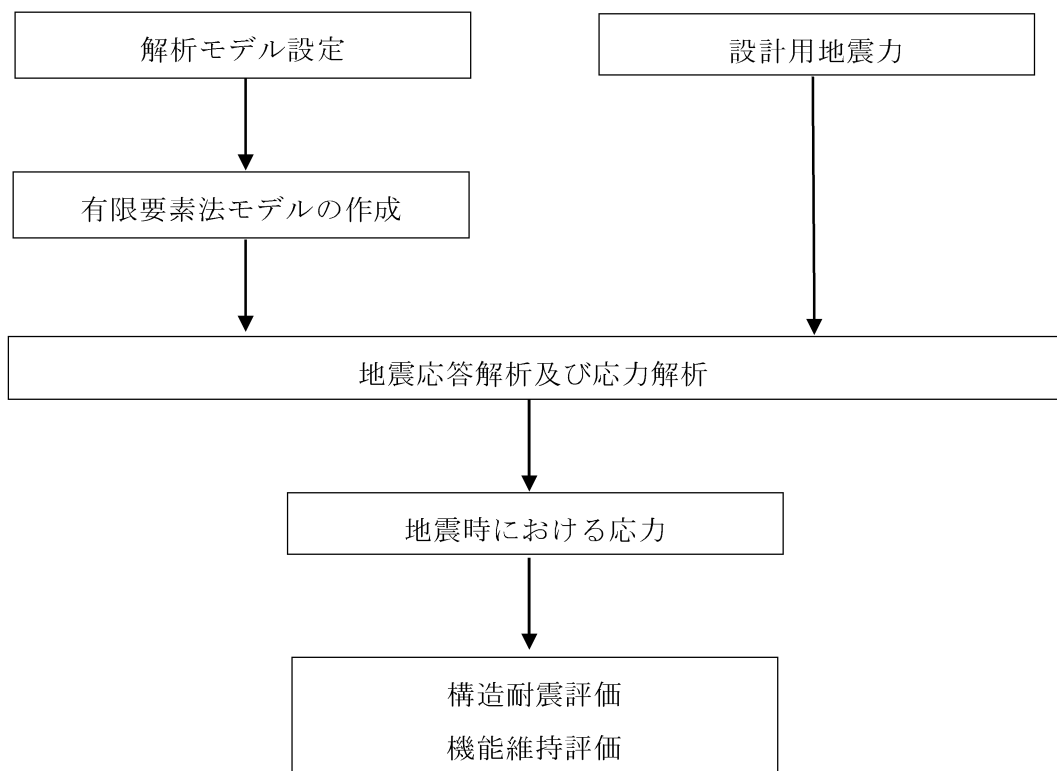 解析モデル設定
設計用地震力
有限要素法モデルの作成
地震応答解析及び応力解析
地震時における応力
構造耐震評価
機能維持評価